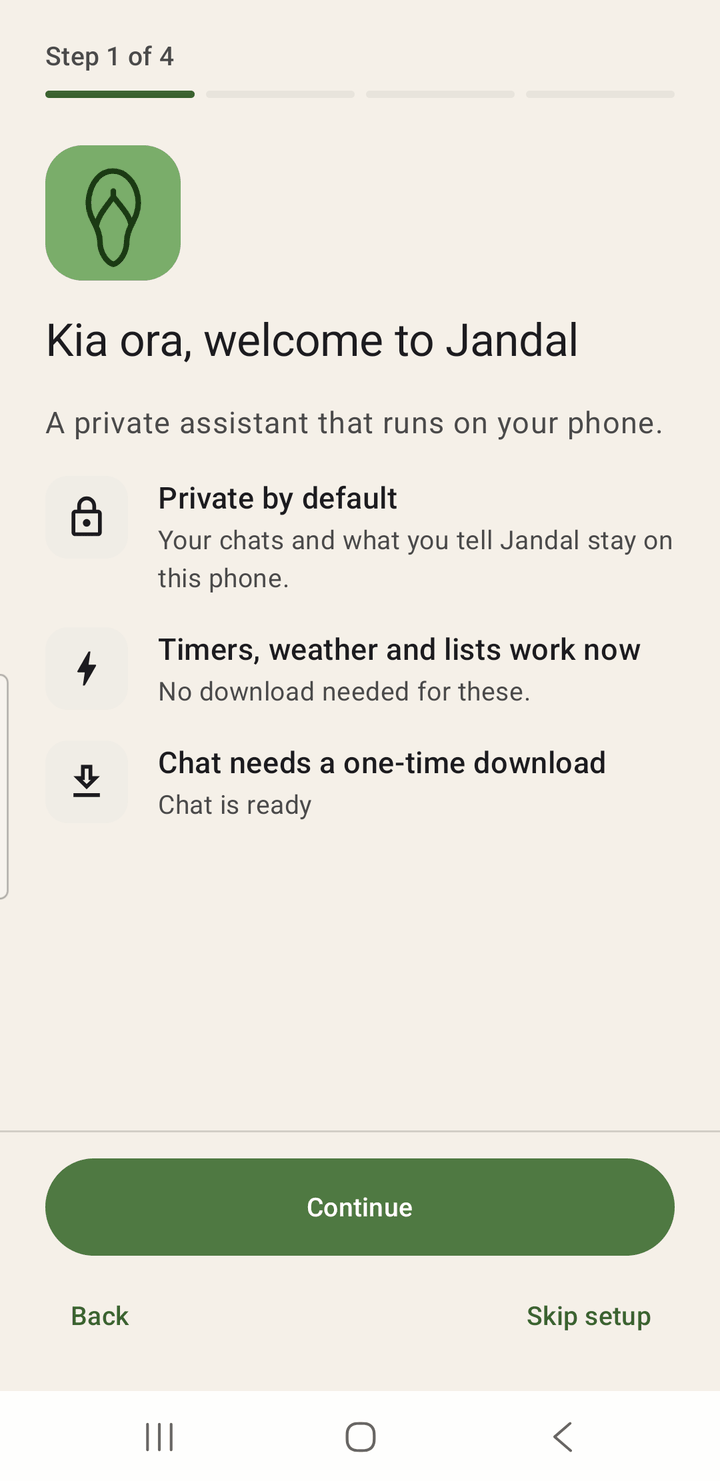 Step 1 of 4
Kia ora, welcome to Jandal
A private assistant that runs on your phone.
Private by default
Your chats and what you tell Jandal stay on
this phone.
Timers, weather and lists work now
No download needed for these.
Chat needs a one-time download
Chat is ready
Continue
Back
Skip setup